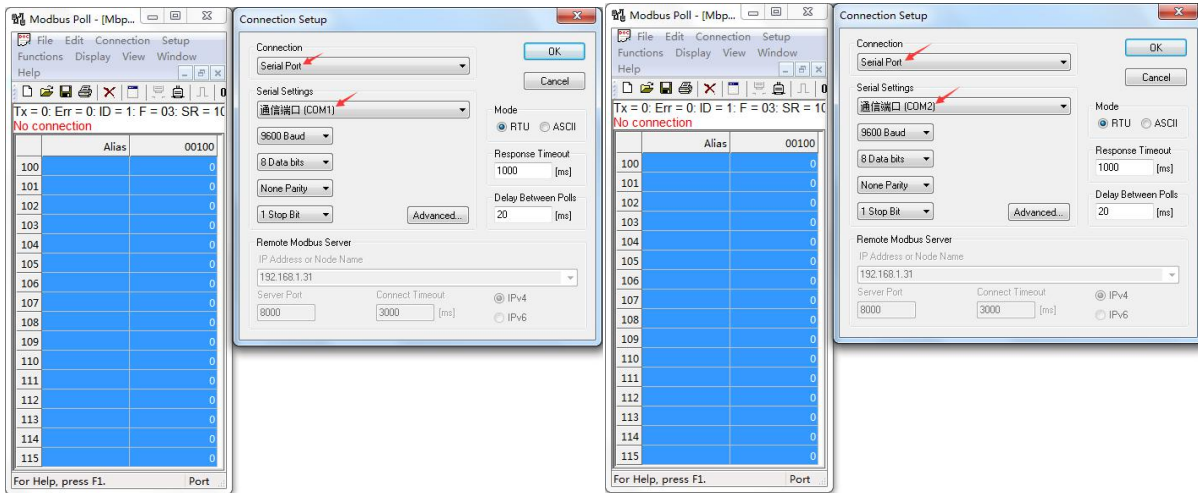 Modbus Poll - [Mbp...
File Edit Connection Setup
Functions Display View Window
Help
Tx = 0: Err = 0: ID = 1: F = 03: SR = 10
No connection
Alias 00100
100 0
101 0
102 0
103 0
104 0
105 0
106 0
107 0
108 0
109 0
110 0
111 0
112 0
113 0
114 0
115 0
For Help, press F1. Port
Connection Setup
Connection
Serial Port
OK
Cancel
Serial Settings
通信端口 (COM1)
9600 Baud
8 Data bits
None Parity
1 Stop Bit
Advanced...
Mode
RTU ASCII
Response Timeout
1000 [ms]
Delay Between Polls
20 [ms]
Remote Modbus Server
IP Address or Node Name
192.168.1.31
Server Port Connect Timeout
8000 3000 [ms]
IPv4
IPv6
Modbus Poll - [Mbp...
File Edit Connection Setup
Functions Display View Window
Help
Tx = 0: Err = 0: ID = 1: F = 03: SR = 10
No connection
Alias 00100
100 0
101 0
102 0
103 0
104 0
105 0
106 0
107 0
108 0
109 0
110 0
111 0
112 0
113 0
114 0
115 0
For Help, press F1. Port
Connection Setup
Connection
Serial Port
OK
Cancel
Serial Settings
通信端口 (COM2)
9600 Baud
8 Data bits
None Parity
1 Stop Bit
Advanced...
Mode
RTU ASCII
Response Timeout
1000 [ms]
Delay Between Polls
20 [ms]
Remote Modbus Server
IP Address or Node Name
192.168.1.31
Server Port Connect Timeout
8000 3000 [ms]
IPv4
IPv6